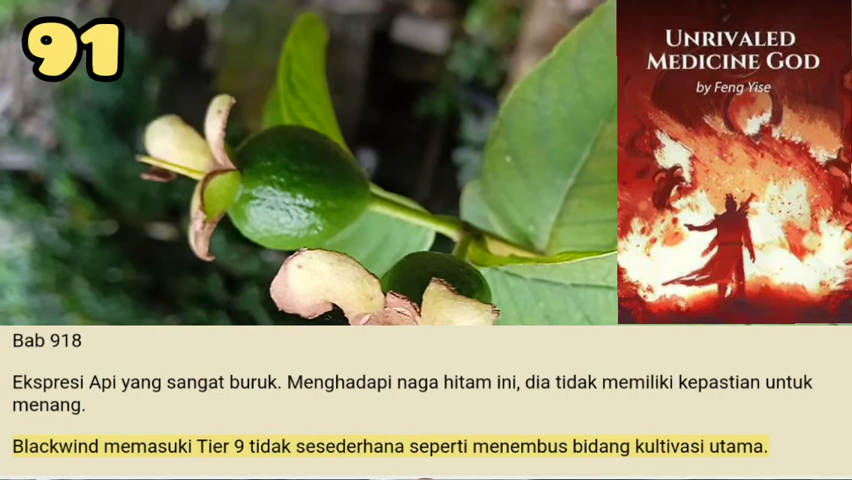 91
UNRIVALED
MEDICINE GOD
by Feng Yise
Bab 918
Ekspresi Api yang sangat buruk. Menghadapi naga hitam ini, dia tidak memiliki kepastian untuk
menang.
Blackwind memasuki Tier 9 tidak sesederhana seperti menembus bidang kultivasi utama.